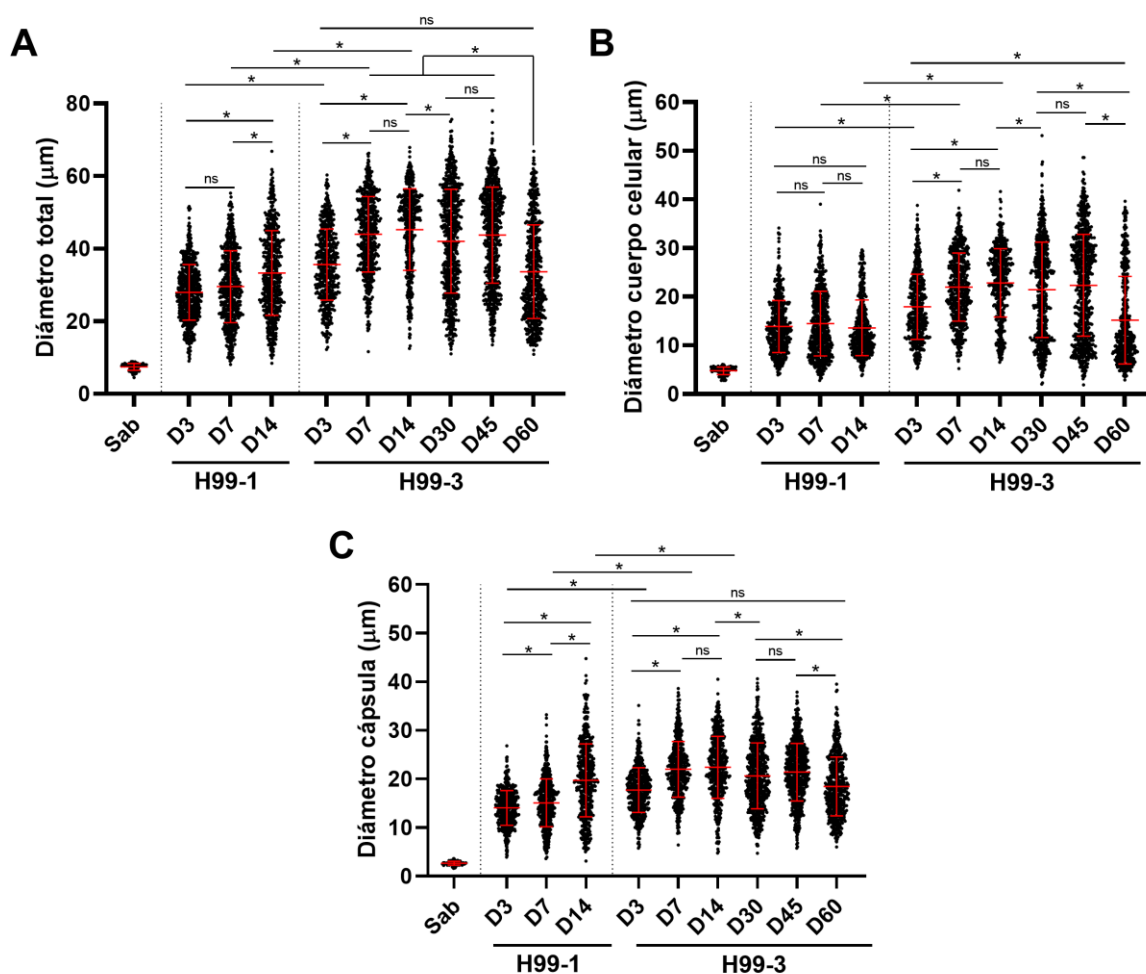 A
ns
*
*
*
*
*
ns
*
*
*
ns
*
ns
*
Diámetro total (μm)
80
60
40
20
0
Sab
D3
D7
D14
D3
D7
D14
D30
D45
D60
H99-1
H99-3
B
*
*
*
*
*
ns
*
*
*
ns
ns
ns
*
ns
Diámetro cuerpo celular (μm)
60
50
40
30
20
10
0
Sab
D3
D7
D14
D3
D7
D14
D30
D45
D60
H99-1
H99-3
C
*
*
*
ns
*
*
*
*
*
*
ns
ns
*
*
Diámetro cápsula (μm)
60
50
40
30
20
10
0
Sab
D3
D7
D14
D3
D7
D14
D30
D45
D60
H99-1
H99-3